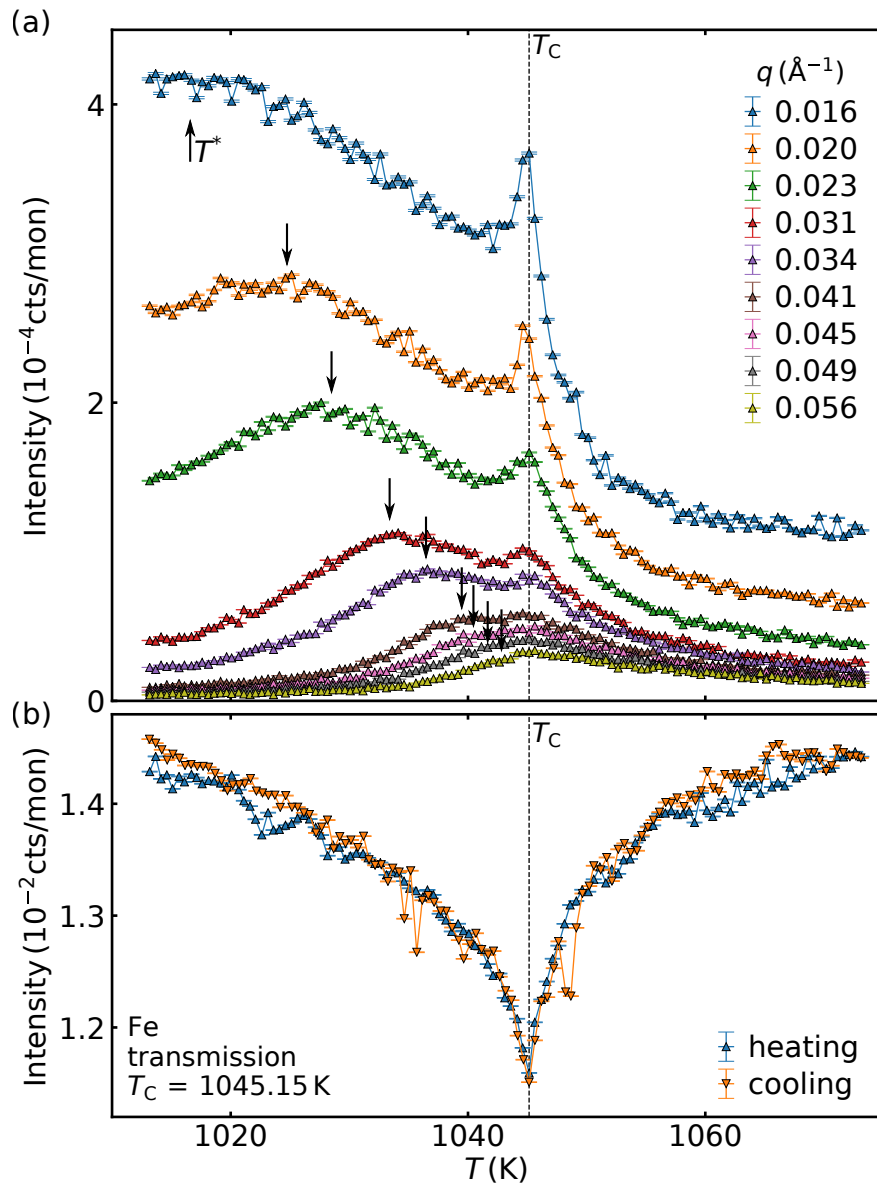 (a)
T_C
q (Å⁻¹)
0.016
0.020
0.023
0.031
0.034
0.041
0.045
0.049
0.056
T*
4
2
0
Intensity (10⁻⁴cts/mon)
(b)
T_C
1.4
1.3
1.2
Intensity (10⁻²cts/mon)
Fe
transmission
T_C = 1045.15 K
heating
cooling
1020
1040
1060
T (K)